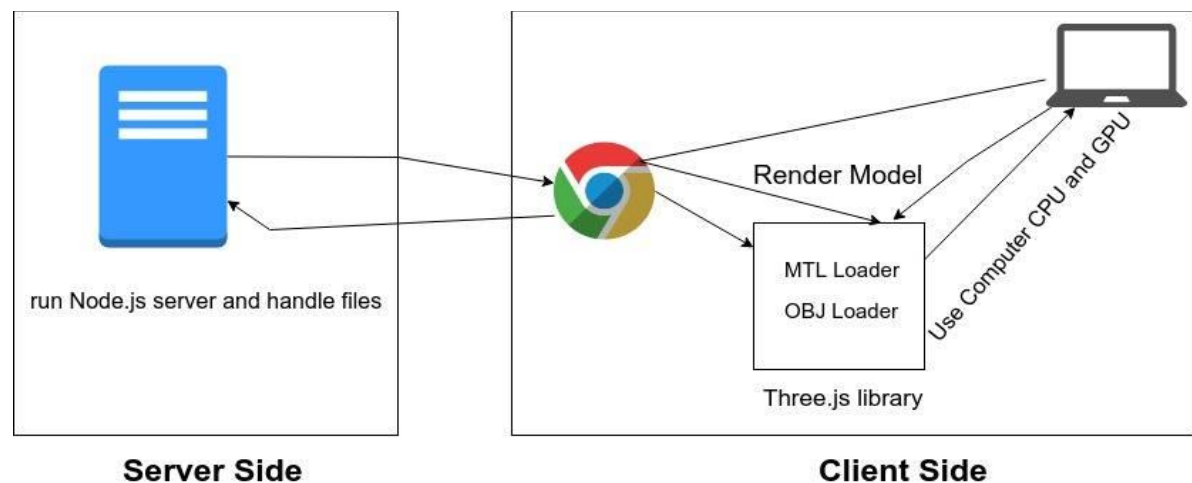 run Node.js server and handle files
Server Side
Render Model
MTL Loader
OBJ Loader
Three.js library
Use Computer CPU and GPU
Client Side